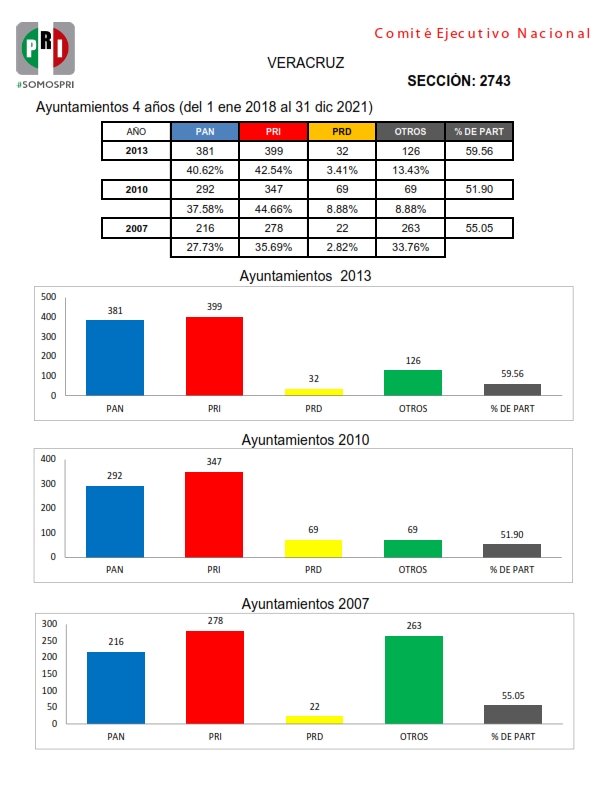 Comité Ejecutivo Nacional
PRI
#SOMOSPRI
VERACRUZ
SECCIÓN: 2743
Ayuntamientos 4 años (del 1 ene 2018 al 31 dic 2021)
AÑO PAN PRI PRD OTROS % DE PART
2013 381 399 32 126 59.56
40.62% 42.54% 3.41% 13.43%
2010 292 347 69 69 51.90
37.58% 44.66% 8.88% 8.88%
2007 216 278 22 263 55.05
27.73% 35.69% 2.82% 33.76%
Ayuntamientos 2013
500
400
300
200
100
0
381 399 32 126 59.56
PAN PRI PRD OTROS % DE PART
Ayuntamientos 2010
400
300
200
100
0
292 347 69 69 51.90
PAN PRI PRD OTROS % DE PART
Ayuntamientos 2007
300
250
200
150
100
50
0
216 278 22 263 55.05
PAN PRI PRD OTROS % DE PART